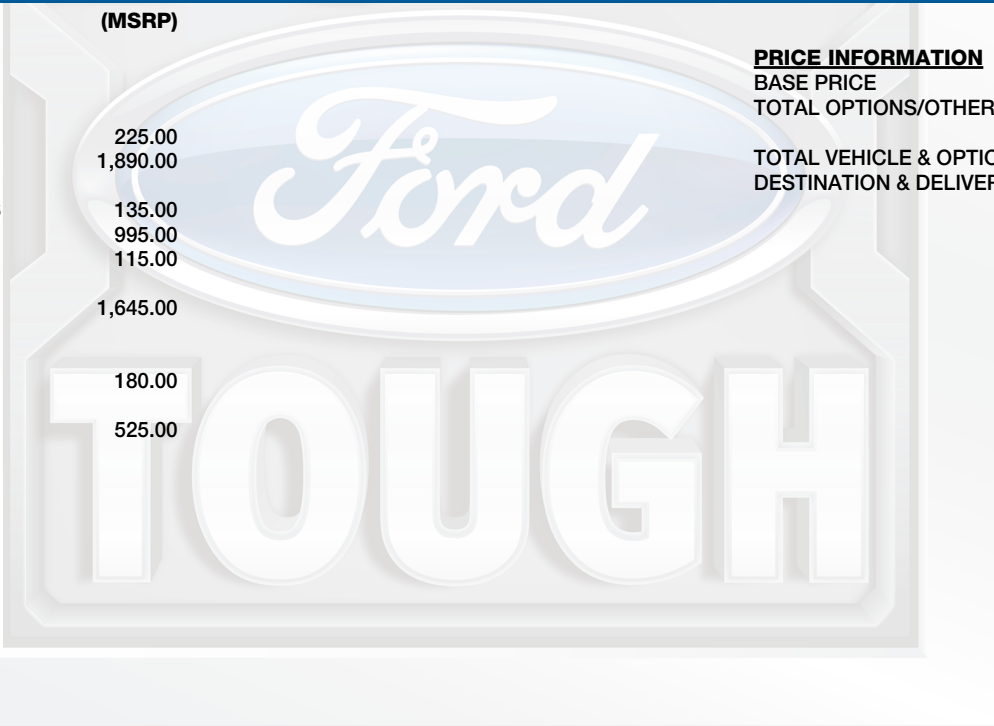 (MSRP)
225.00
1,890.00
135.00
995.00
115.00
1,645.00
180.00
525.00
PRICE INFORMATION
BASE PRICE
TOTAL OPTIONS/OTHER
TOTAL VEHICLE & OPTIO
DESTINATION & DELIVER
Ford
TOUGH